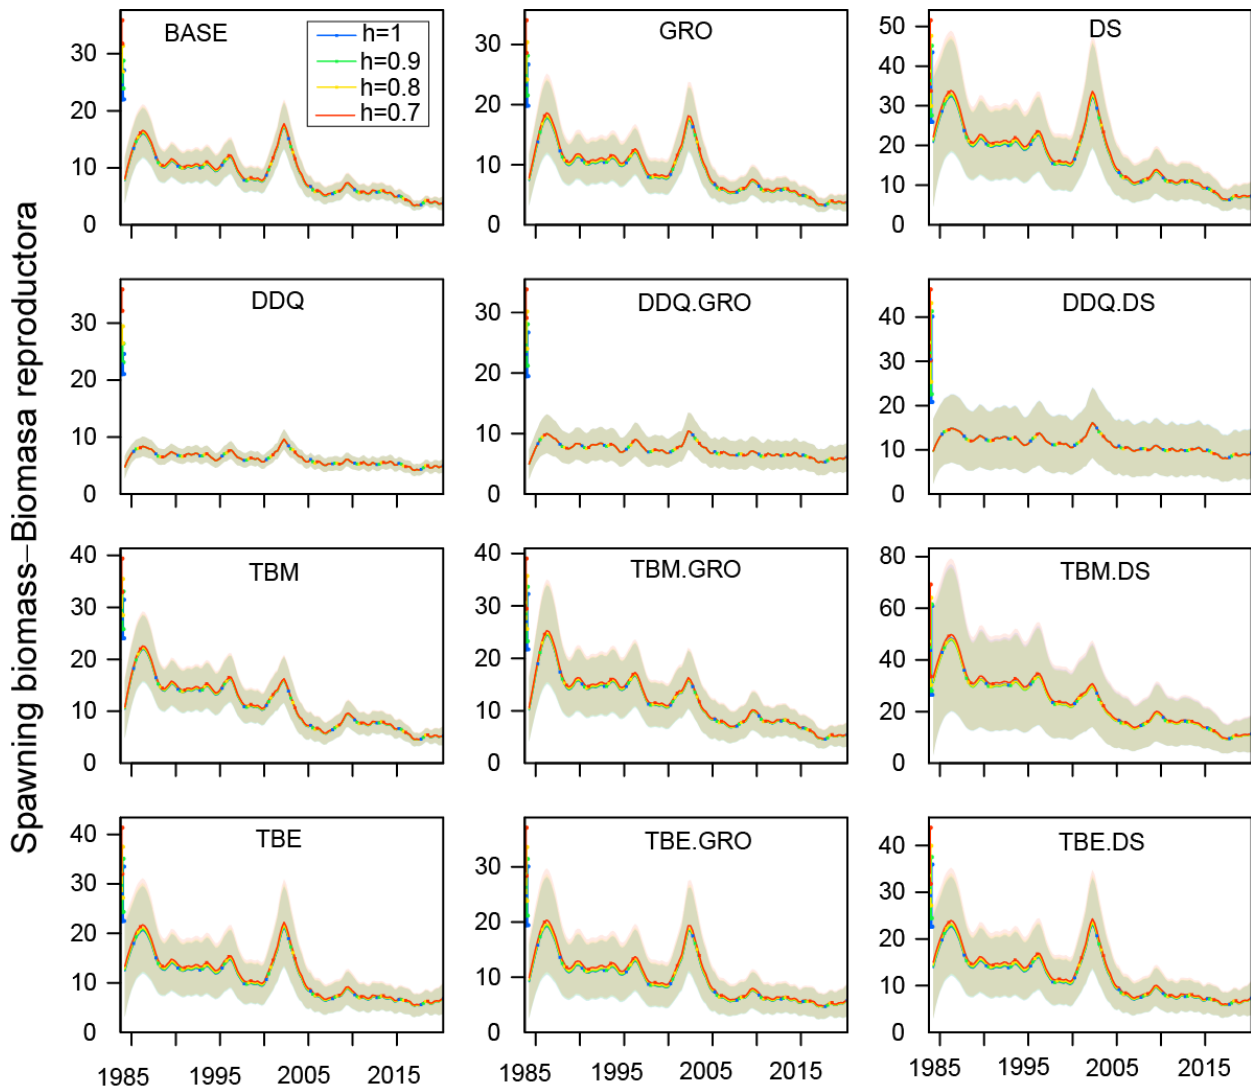 Spawning biomass–Biomasa reproductora
BASE
h=1
h=0.9
h=0.8
h=0.7
30
20
10
0
GRO
30
20
10
0
DS
50
40
30
20
10
0
DDQ
30
20
10
0
DDQ.GRO
30
20
10
0
DDQ.DS
40
30
20
10
0
TBM
40
30
20
10
0
TBM.GRO
40
30
20
10
0
TBM.DS
80
60
40
20
0
TBE
40
30
20
10
0
1985 1995 2005 2015
TBE.GRO
30
20
10
0
1985 1995 2005 2015
TBE.DS
40
30
20
10
0
1985 1995 2005 2015